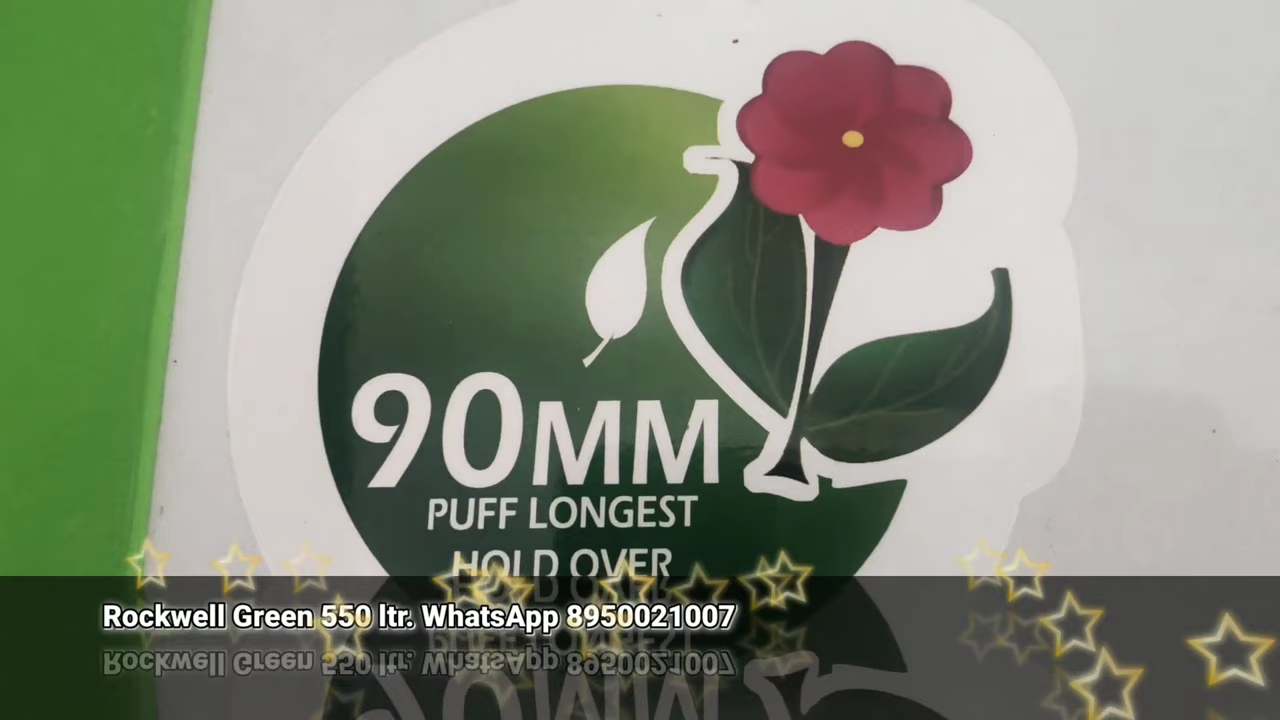 90MM
PUFF LONGEST
HOLD OVER
Rockwell Green 550 ltr. WhatsApp 8950021007